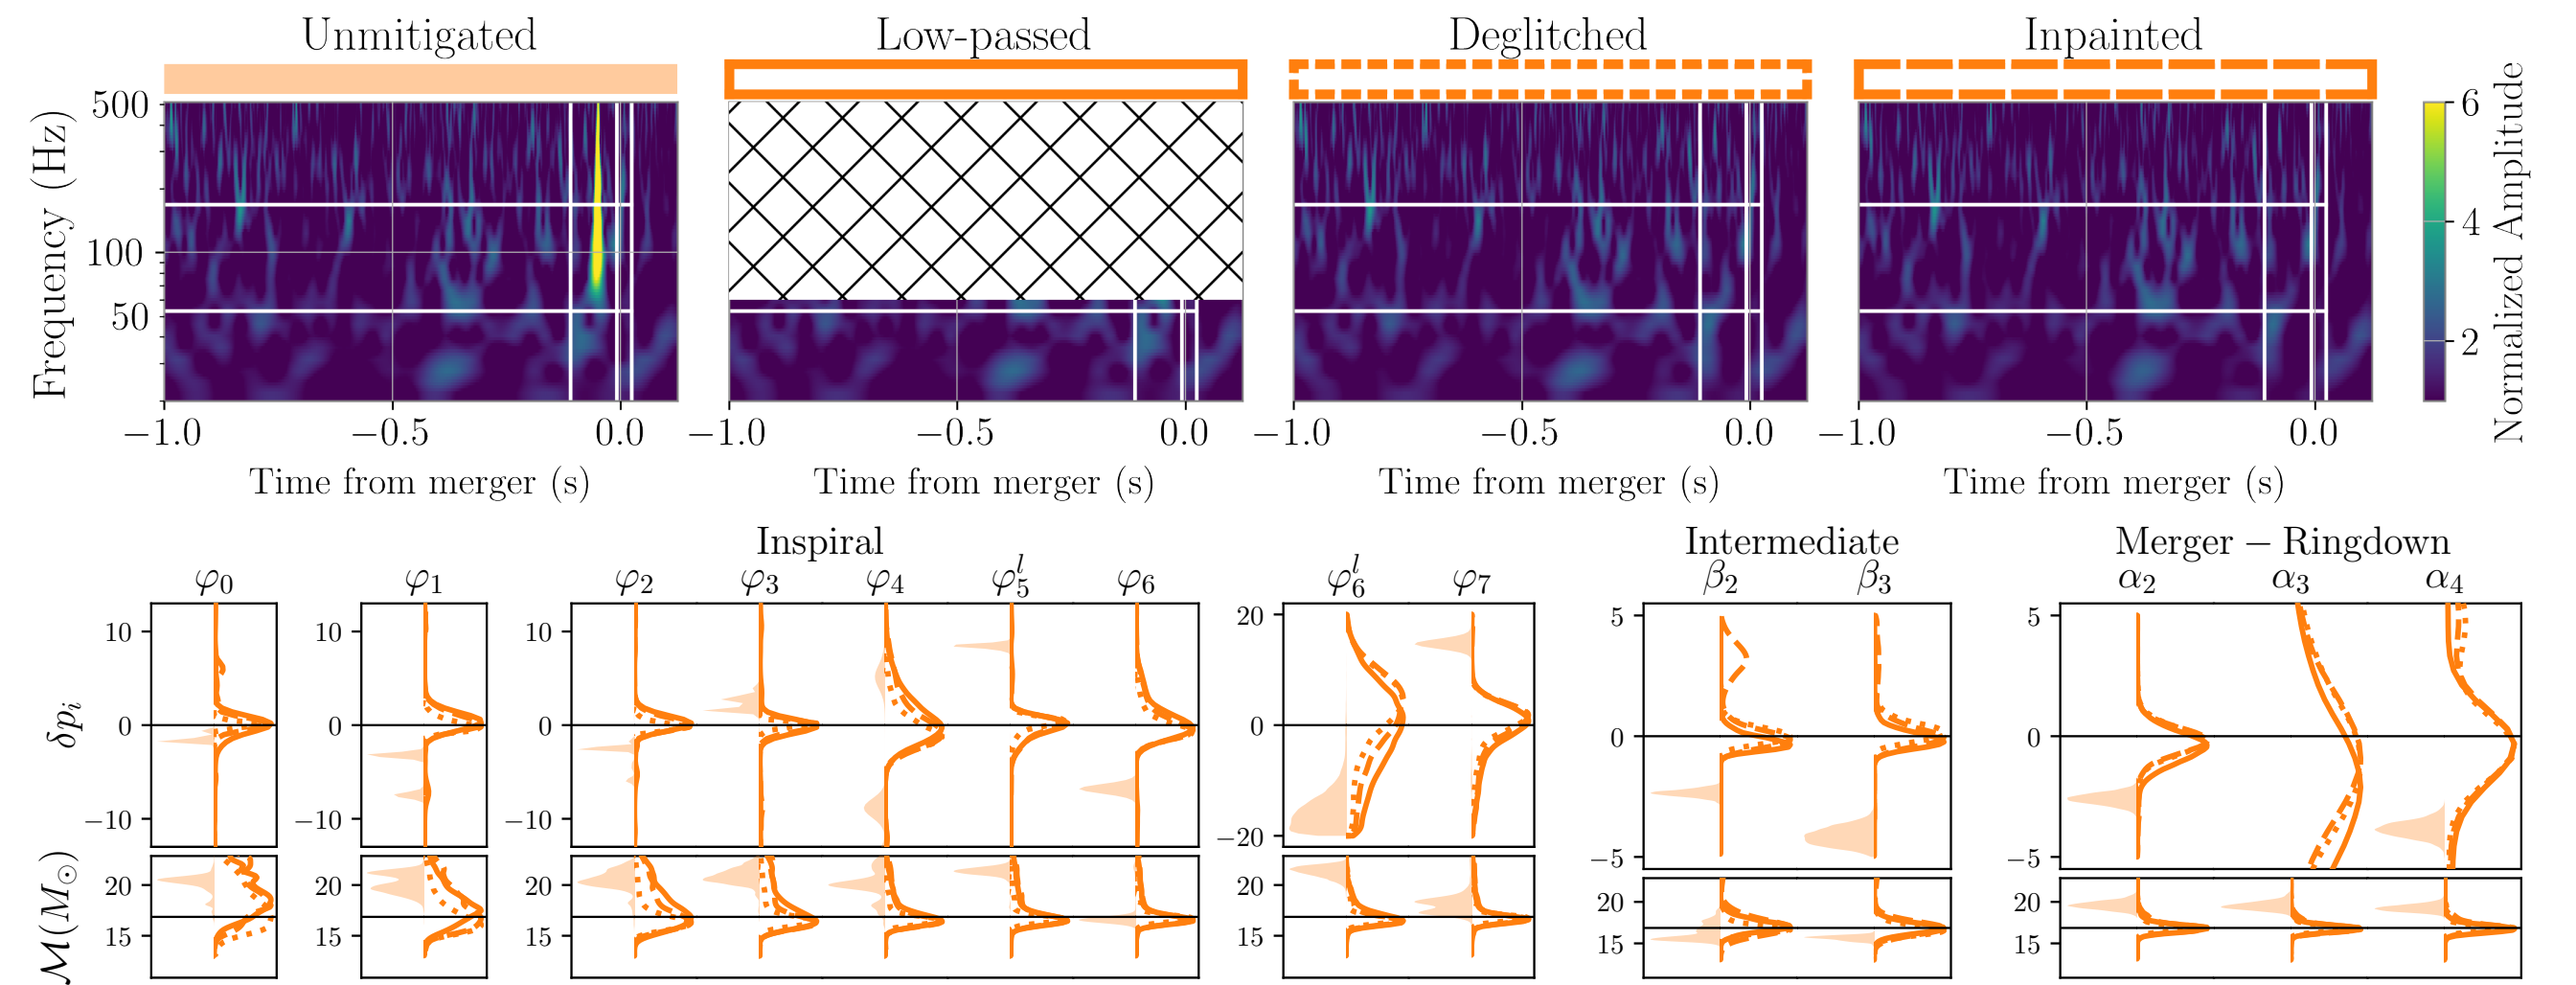 Unmitigated Low-passed Deglitched Inpainted
Frequency (Hz)
500
100
50
−1.0 −0.5 0.0 −1.0 −0.5 0.0 −1.0 −0.5 0.0 −1.0 −0.5 0.0
Time from merger (s) Time from merger (s) Time from merger (s) Time from merger (s)
6
4
2
Normalized Amplitude
Inspiral Intermediate Merger − Ringdown
φ₀ φ₁ φ₂ φ₃ φ₄ φ₅ˡ φ₆ φ₆ˡ φ₇ β₂ β₃ α₂ α₃ α₄
δpᵢ
10 10 10 20 5 5
0 0 0 0 0 0
−10 −10 −10 −20 −5 −5
ℳ(M⊙)
20 20 20 20 20 20
15 15 15 15 15 15